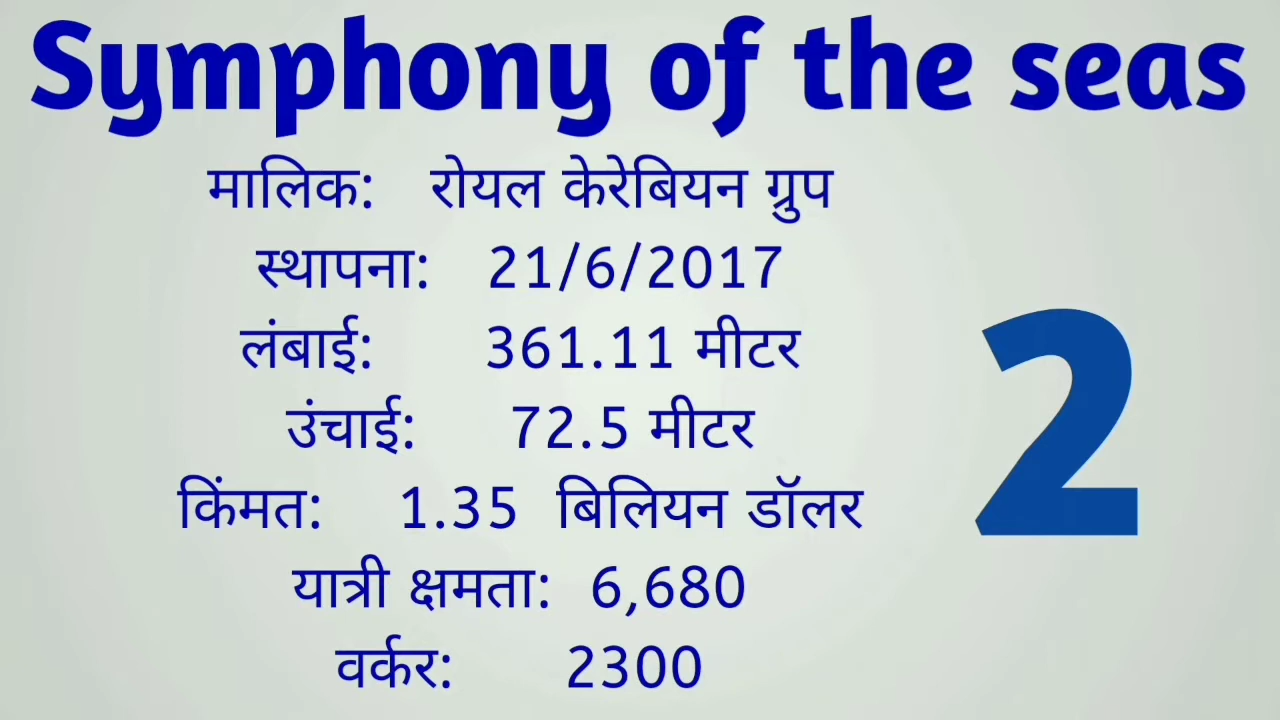 Symphony of the seas
मालिक: रोयल केरेबियन ग्रुप
स्थापना: 21/6/2017
लंबाई: 361.11 मीटर
उंचाई: 72.5 मीटर
किंमत: 1.35 बिलियन डॉलर
यात्री क्षमता: 6,680
वर्कर: 2300
2